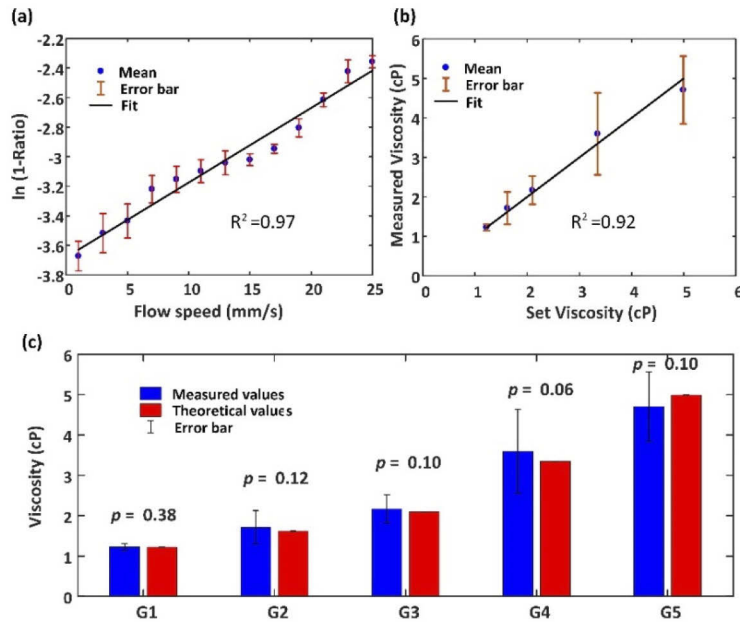 (a)
-2
-2.2
-2.4
-2.6
-2.8
-3
-3.2
-3.4
-3.6
-3.8
ln (1-Ratio)
Mean
Error bar
Fit
R² =0.97
0 5 10 15 20 25
Flow speed (mm/s)
(b)
6
5
4
3
2
1
0
Measured Viscosity (cP)
Mean
Error bar
Fit
R² =0.92
0 1 2 3 4 5 6
Set Viscosity (cP)
(c)
6
5
4
3
2
1
0
Viscosity (cP)
Measured values
Theoretical values
Error bar
p = 0.38
p = 0.12
p = 0.10
p = 0.06
p = 0.10
G1 G2 G3 G4 G5